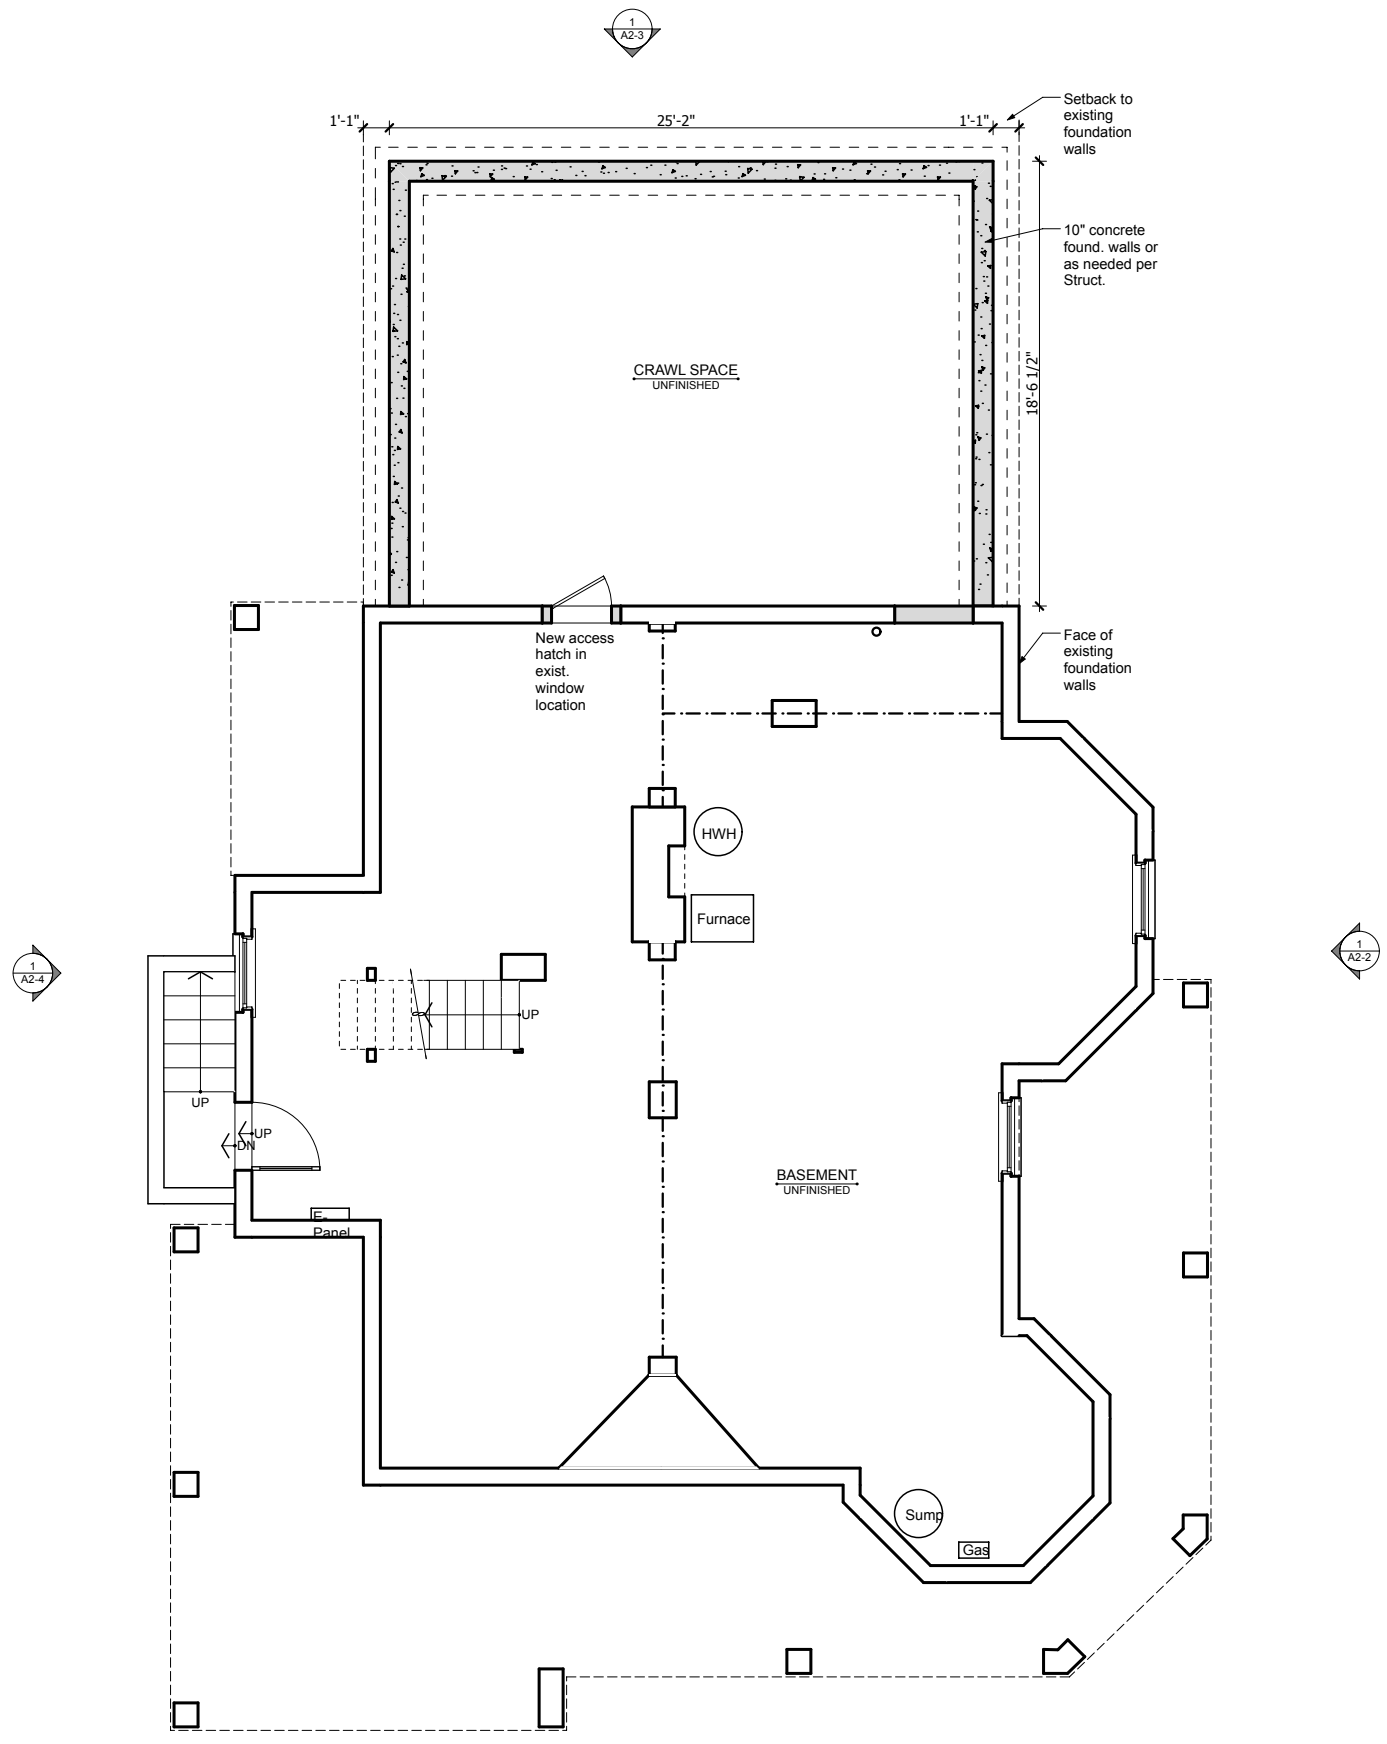 1
A2-3
1'-1"
25'-2"
1'-1"
Setback to
existing
foundation
walls
10" concrete
found. walls or
as needed per
Struct.
CRAWL SPACE
UNFINISHED
18'-6 1/2"
New access
hatch in
exist.
window
location
Face of
existing
foundation
walls
HWH
Furnace
1
A2-4
1
A2-2
UP
UP
UP
DN
BASEMENT
UNFINISHED
E-
Panel
Sump
Gas